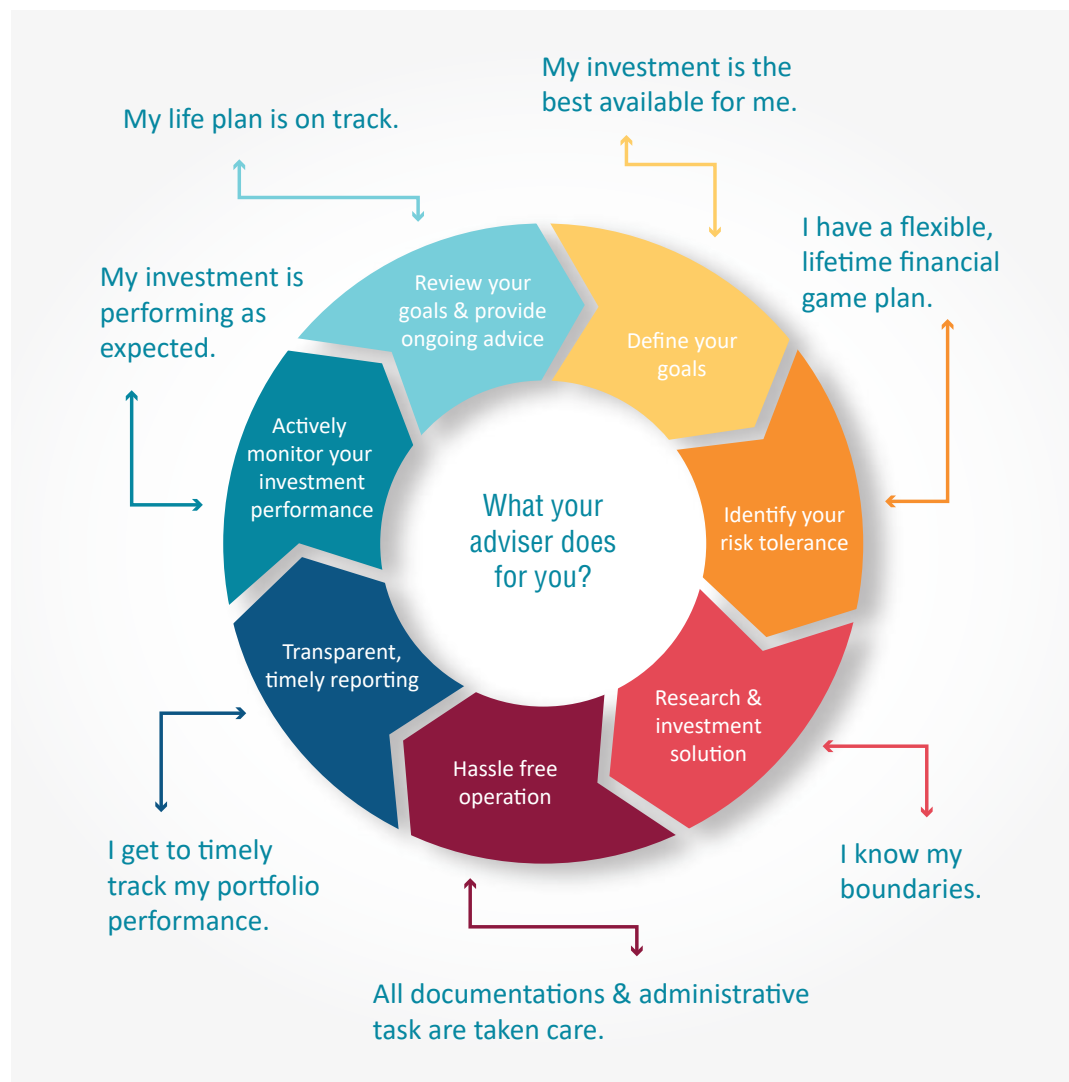 My investment is the
best available for me.
My life plan is on track.
I have a flexible,
lifetime financial
game plan.
My investment is
performing as
expected.
Review your
goals & provide
ongoing advice
Define your
goals
Actively
monitor your
investment
performance
What your
adviser does
for you?
Identify your
risk tolerance
Transparent,
timely reporting
Research &
investment
solution
Hassle free
operation
I get to timely
track my portfolio
performance.
I know my
boundaries.
All documentations & administrative
task are taken care.